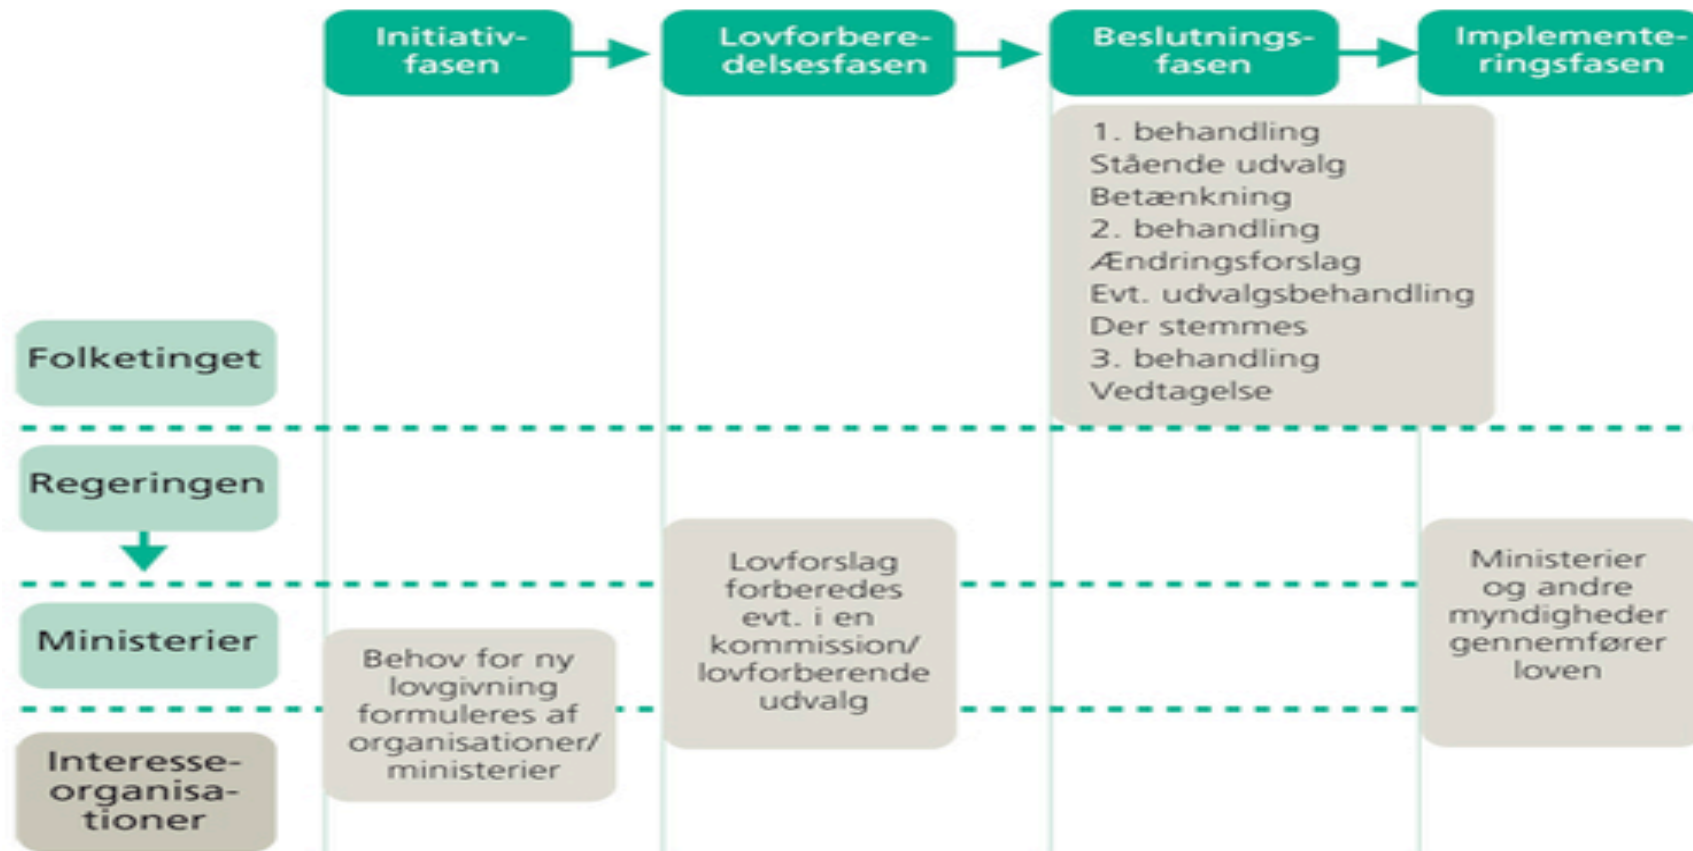 Initiativ-
fasen
Lovforbere-
delsesfasen
Beslutnings-
fasen
Implemente-
ringsfasen
1. behandling
Stående udvalg
Betænkning
2. behandling
Ændringsforslag
Evt. udvalgsbehandling
Der stemmes
3. behandling
Vedtagelse
Folketinget
Regeringen
Ministerier
Interesse-
organisa-
tioner
Behov for ny
lovgivning
formuleres af
organisationer/
ministerier
Lovforslag
forberedes
evt. i en
kommission/
lovforberende
udvalg
Ministerier
og andre
myndigheder
gennemfører
loven